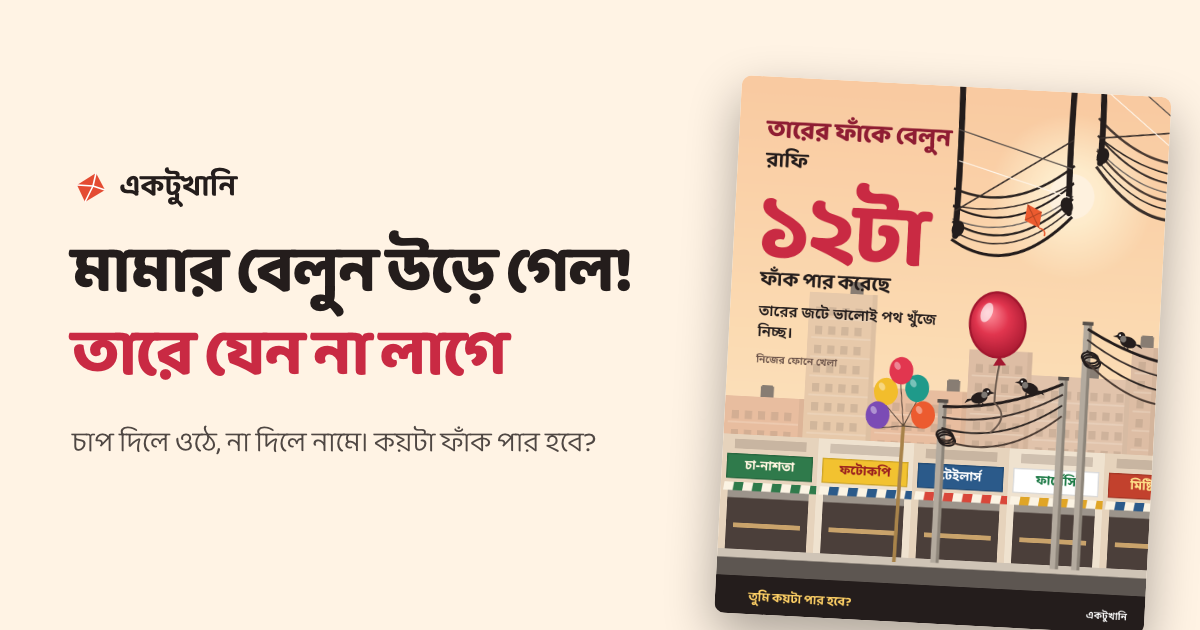 একটুখানি
মামার বেলুন উড়ে গেল!
তারে যেন না লাগে
চাপ দিলে ওঠে, না দিলে নামে। কয়টা ফাঁক পার হবে?
তারের ফাঁকে বেলুন
রাফি
১২টা
ফাঁক পার করেছে
তারের জটে ভালোই পথ খুঁজে
নিচ্ছ।
নিজের ফোনে খেলা
চা-নাশতা
ফটোকপি
টেইলার্স
তুমি কয়টা পার হবে?
একটুখানি